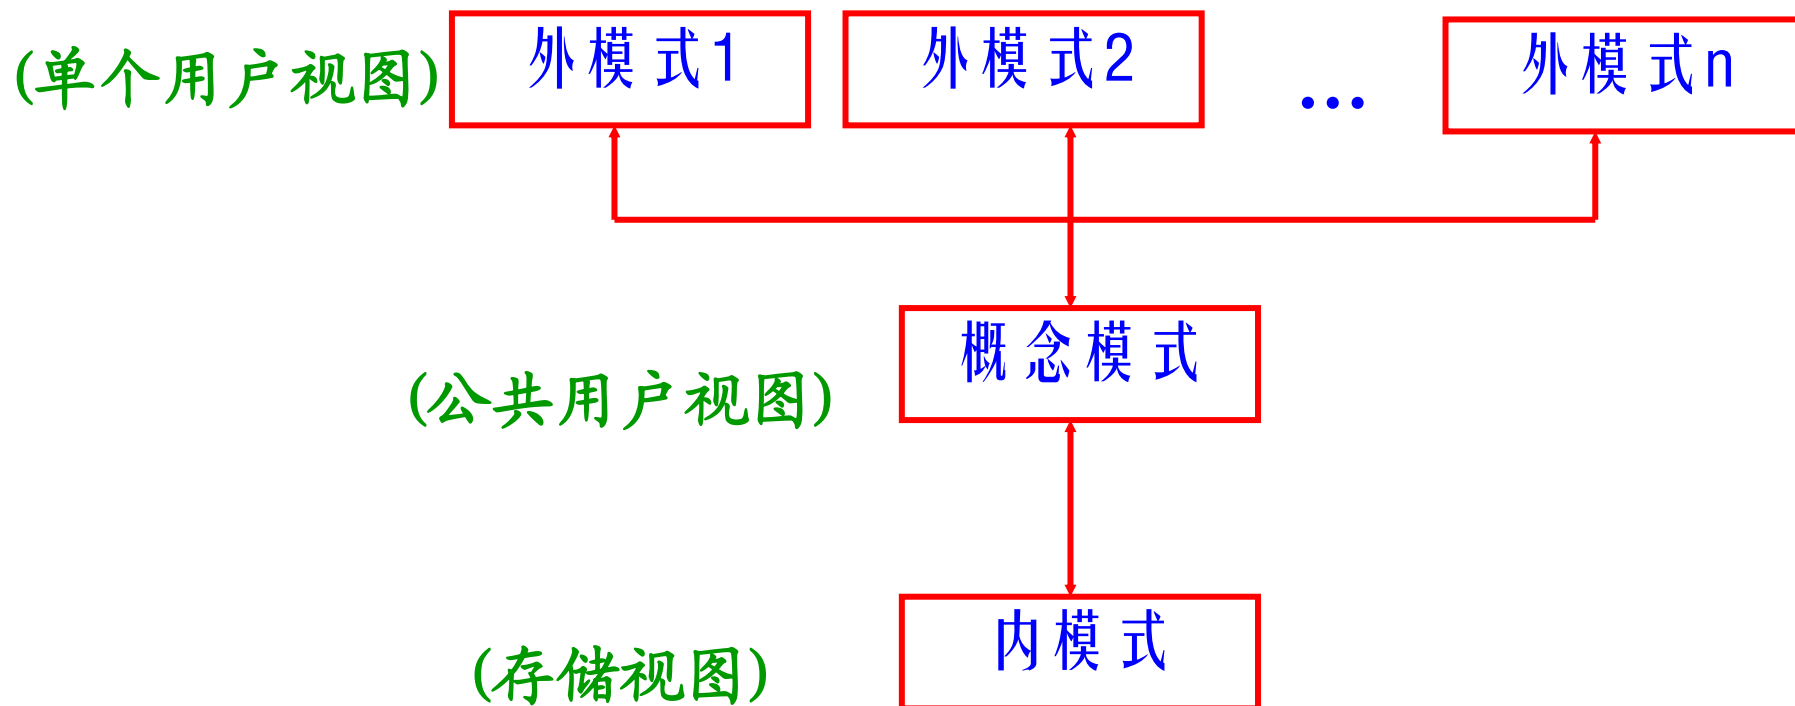 (单个用户视图) 外模式1 外模式2 ... 外模式n
(公共用户视图) 概念模式
(存储视图) 内模式